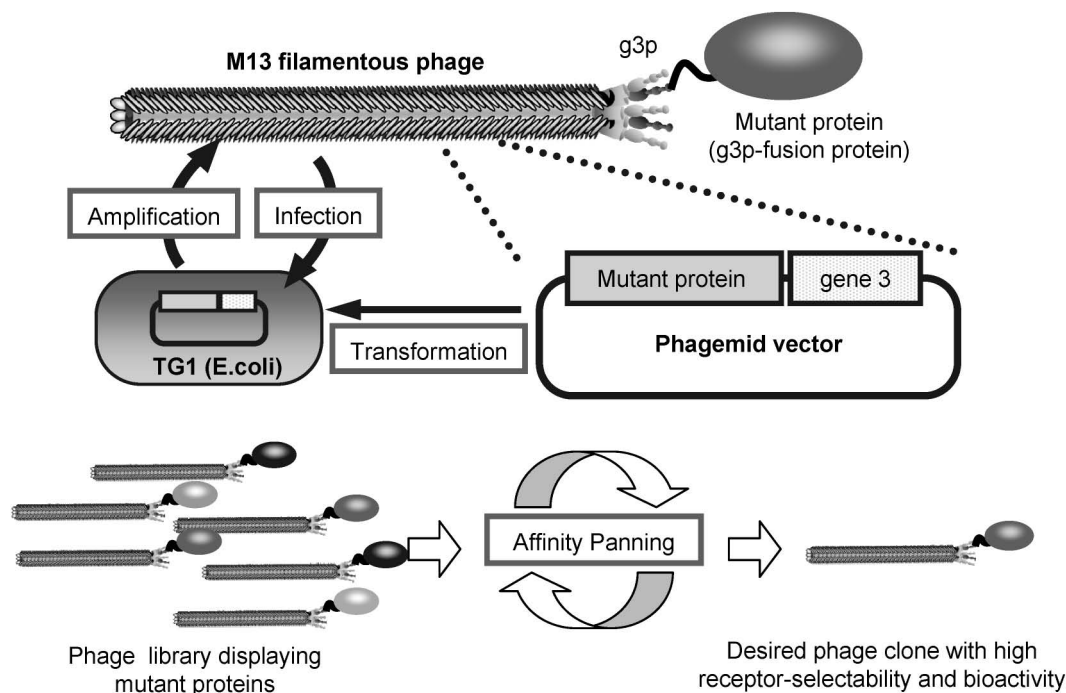 g3p
M13 filamentous phage
Mutant protein
(g3p-fusion protein)
Amplification
Infection
Mutant protein
gene 3
Phagemid vector
TG1 (E.coli)
Transformation
Affinity Panning
Phage library displaying
mutant proteins
Desired phage clone with high
receptor-selectability and bioactivity